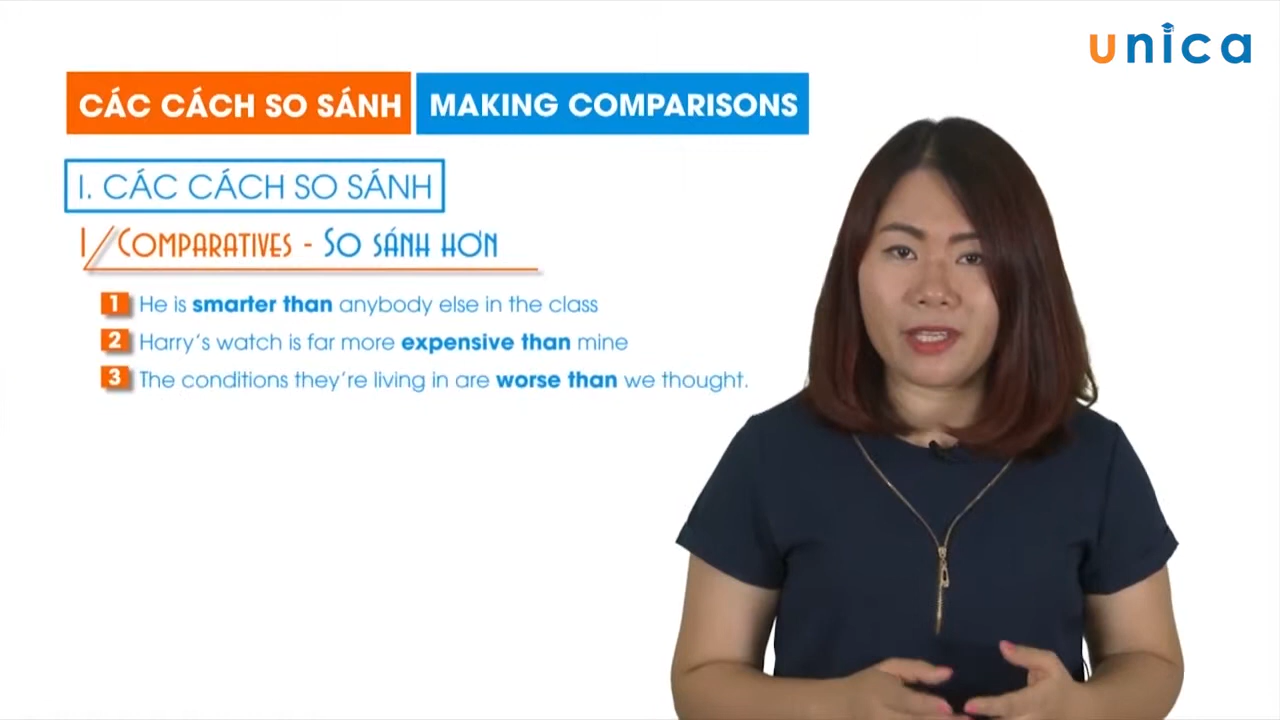 unica
CÁC CÁCH SO SÁNH MAKING COMPARISONS
I. CÁC CÁCH SO SÁNH
1/ COMPARATIVES - SO SÁNH HƠN
1 He is smarter than anybody else in the class
2 Harry's watch is far more expensive than mine
3 The conditions they're living in are worse than we thought.